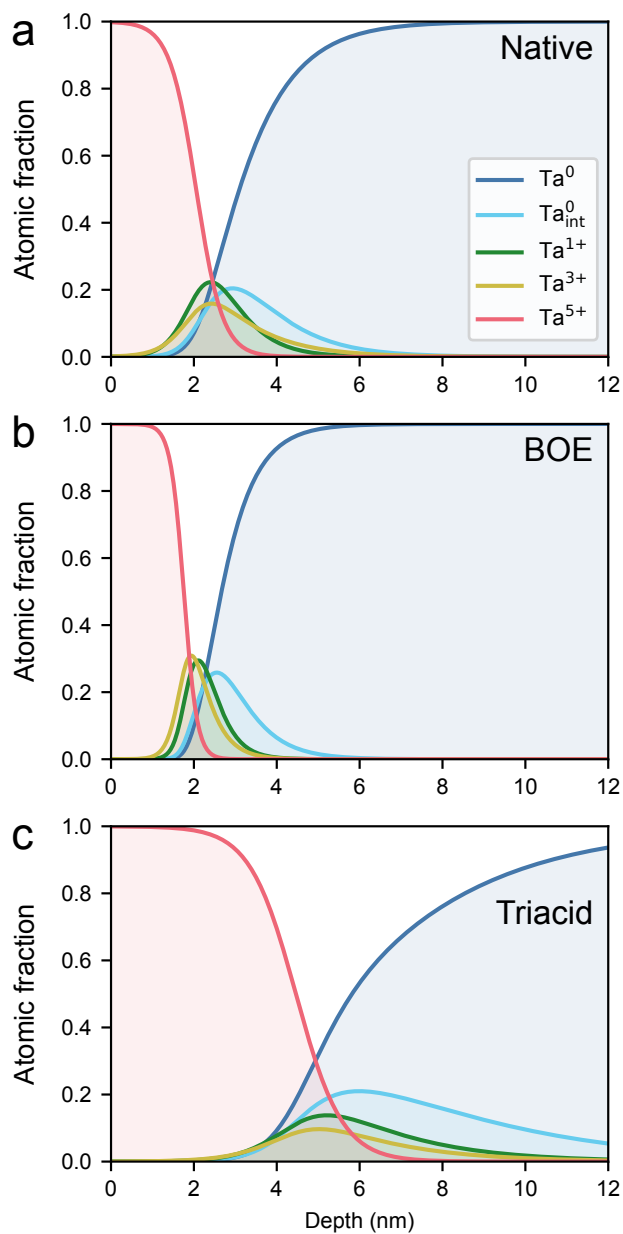 a
Native
Atomic fraction
1.0
0.8
0.6
0.4
0.2
0.0
Ta⁰
Ta⁰int
Ta¹⁺
Ta³⁺
Ta⁵⁺
0 2 4 6 8 10 12
b
BOE
Atomic fraction
1.0
0.8
0.6
0.4
0.2
0.0
0 2 4 6 8 10 12
c
Triacid
Atomic fraction
1.0
0.8
0.6
0.4
0.2
0.0
0 2 4 6 8 10 12
Depth (nm)